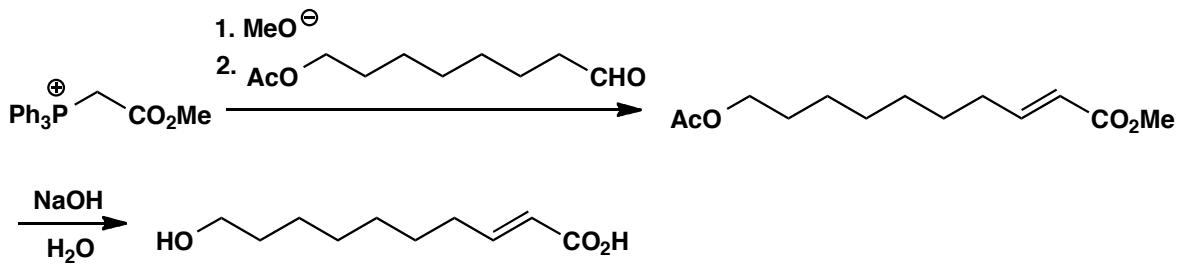 1. MeO⊖
2. AcO CHO
⊕
Ph₃P CO₂Me
AcO CO₂Me
NaOH
H₂O
HO CO₂H